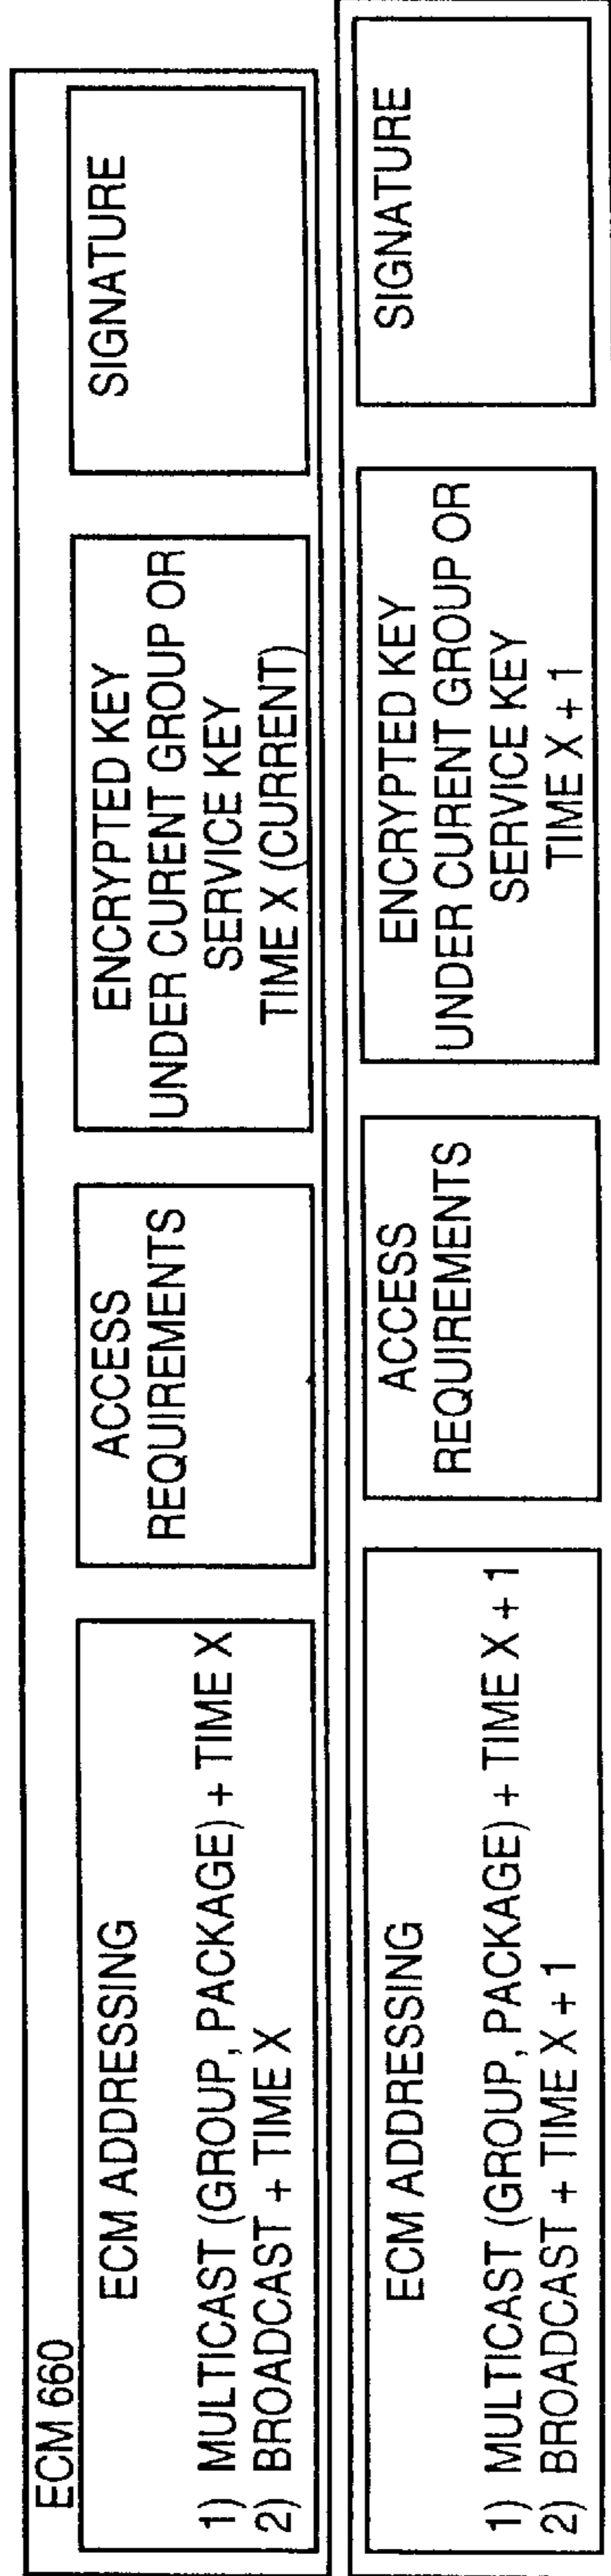 ECM 660
ECM ADDRESSING
1) MULTICAST (GROUP, PACKAGE) + TIME X
2) BROADCAST + TIME X
ACCESS
REQUIREMENTS
ENCRYPTED KEY
UNDER CURENT GROUP OR
SERVICE KEY
TIME X (CURRENT)
SIGNATURE
ECM ADDRESSING
1) MULTICAST (GROUP, PACKAGE) + TIME X + 1
2) BROADCAST + TIME X + 1
ACCESS
REQUIREMENTS
ENCRYPTED KEY
UNDER CURENT GROUP OR
SERVICE KEY
TIME X + 1
SIGNATURE